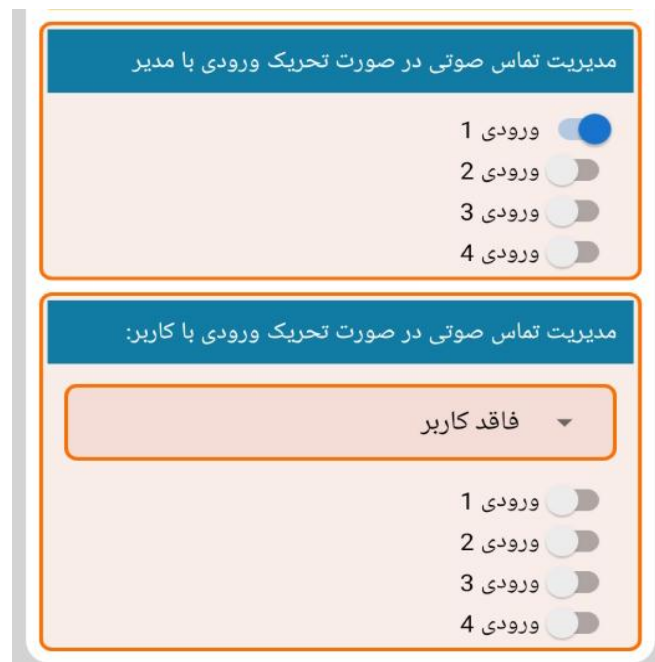 مدیریت تماس صوتی در صورت تحریک ورودی با مدیر
ورودی 1
ورودی 2
ورودی 3
ورودی 4
مدیریت تماس صوتی در صورت تحریک ورودی با کاربر:
فاقد کاربر
ورودی 1
ورودی 2
ورودی 3
ورودی 4